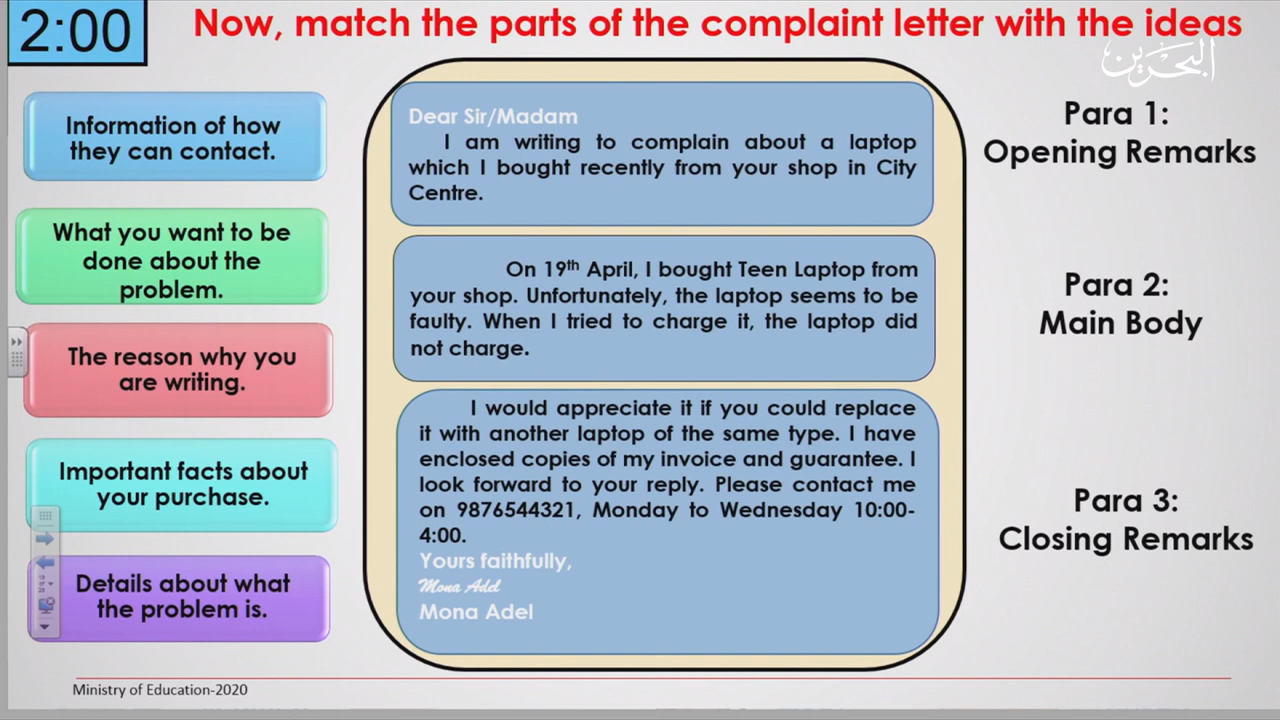 2:00
Now, match the parts of the complaint letter with the ideas
البحرين
Information of how
they can contact.
What you want to be
done about the
problem.
The reason why you
are writing.
Important facts about
your purchase.
Details about what
the problem is.
Dear Sir/Madam
I am writing to complain about a laptop
which I bought recently from your shop in City
Centre.
On 19th April, I bought Teen Laptop from
your shop. Unfortunately, the laptop seems to be
faulty. When I tried to charge it, the laptop did
not charge.
I would appreciate it if you could replace
it with another laptop of the same type. I have
enclosed copies of my invoice and guarantee. I
look forward to your reply. Please contact me
on 9876544321, Monday to Wednesday 10:00-
4:00.
Yours faithfully,
Mona Adel
Mona Adel
Para 1:
Opening Remarks
Para 2:
Main Body
Para 3:
Closing Remarks
Ministry of Education-2020